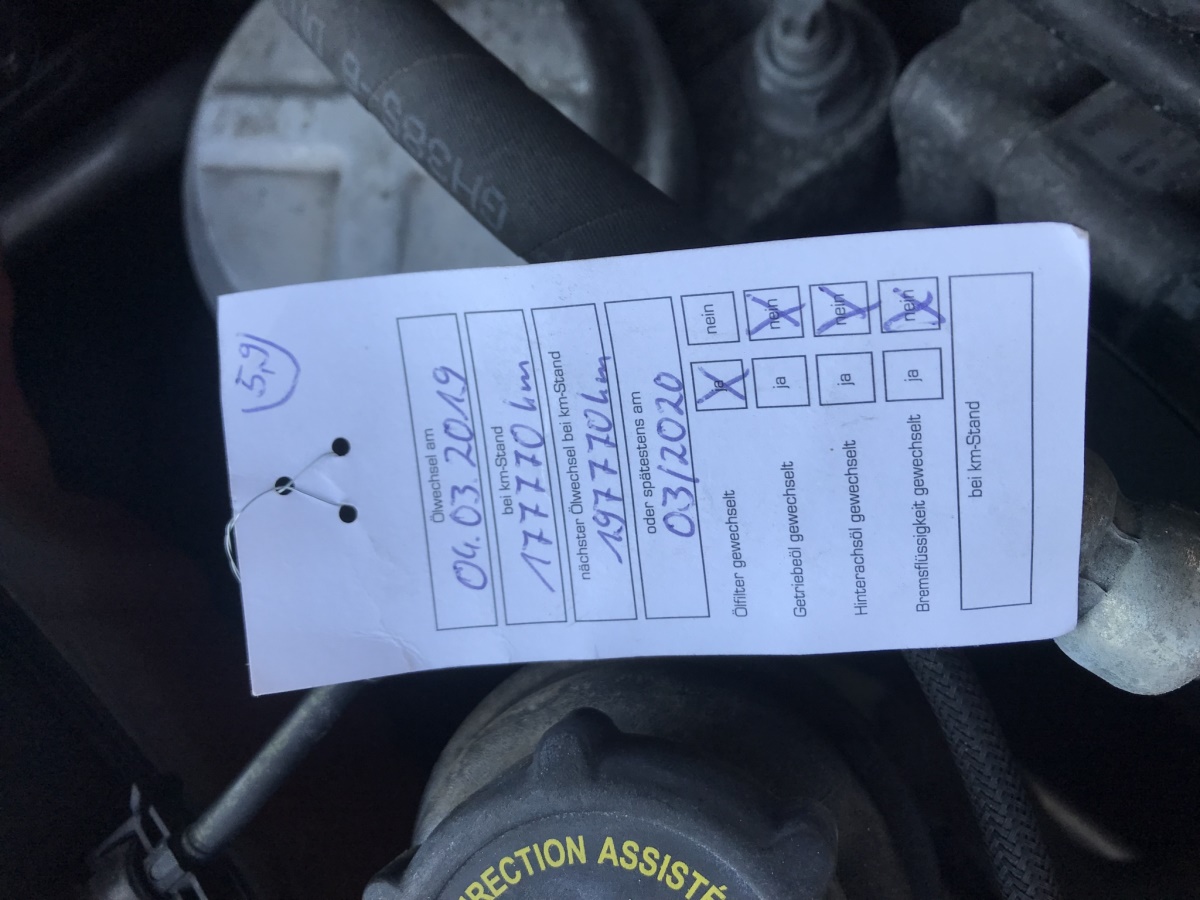 5,9
Ölwechsel am
04.03.2019
bei km-Stand
177770 km
nächster Ölwechsel bei km-Stand
197770 km
oder spätestens am
03/2020
Ölfilter gewechselt ja nein
Getriebeöl gewechselt ja nein
Hinterachsöl gewechselt ja nein
Bremsflüssigkeit gewechselt ja nein
bei km-Stand
DIRECTION ASSISTÉ